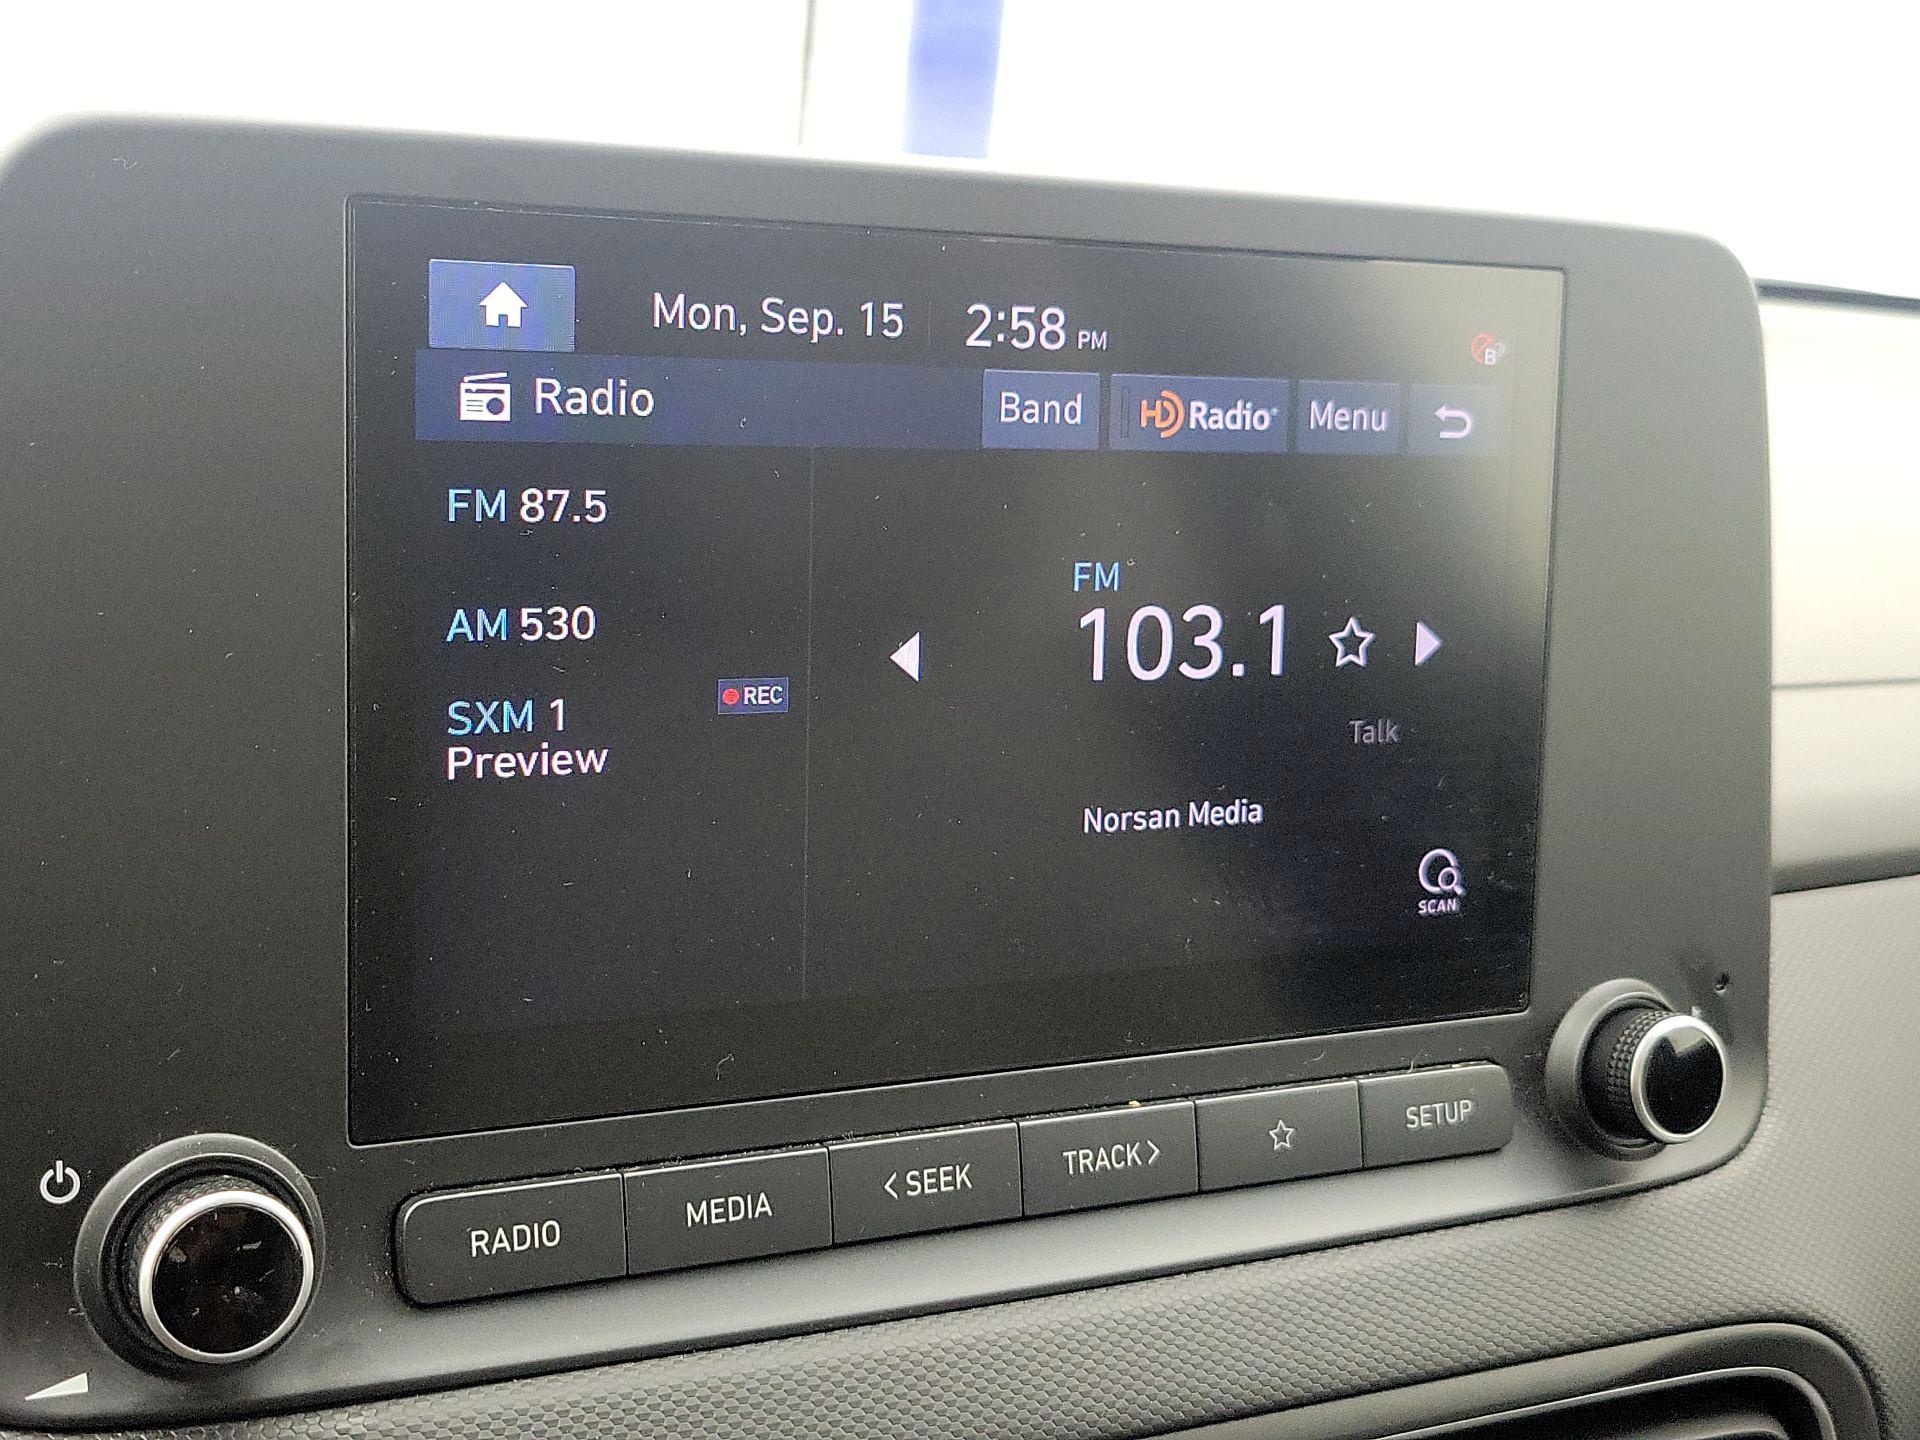 Mon, Sep. 15 2:58 PM
B
Radio Band HD Radio Menu
FM 87.5
AM 530
REC
SXM 1
Preview
FM
103.1
Talk
Norsan Media
SCAN
RADIO MEDIA < SEEK TRACK > SETUP